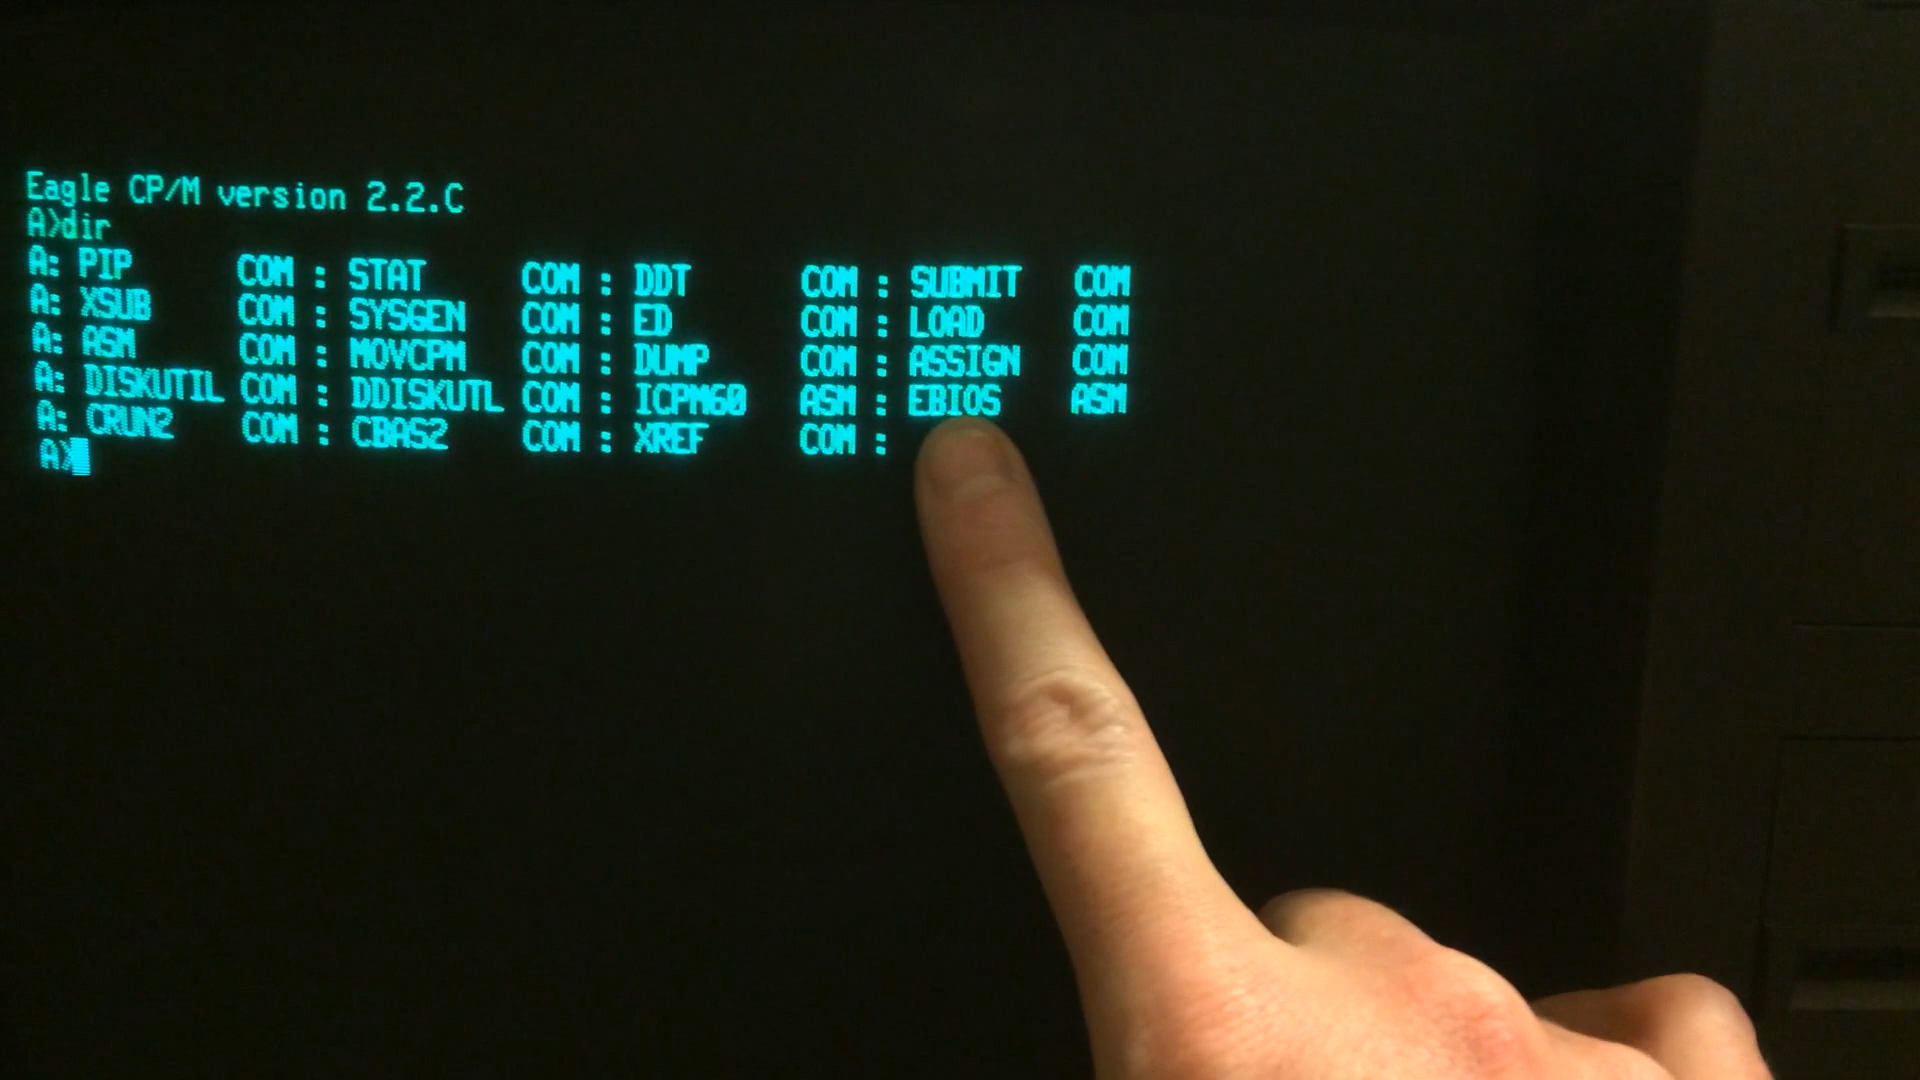 Eagle CP/M version 2.2.C
A>dir
A: PIP COM : STAT COM : DDT COM : SUBMIT COM
A: XSUB COM : SYSGEN COM : ED COM : LOAD COM
A: ASM COM : MOVCPM COM : DUMP COM : ASSIGN COM
A: DISKUTIL COM : DDISKUTL COM : ICPM60 ASM : EBIOS ASM
A: CRUN2 COM : CBAS2 COM : XREF COM :
A>